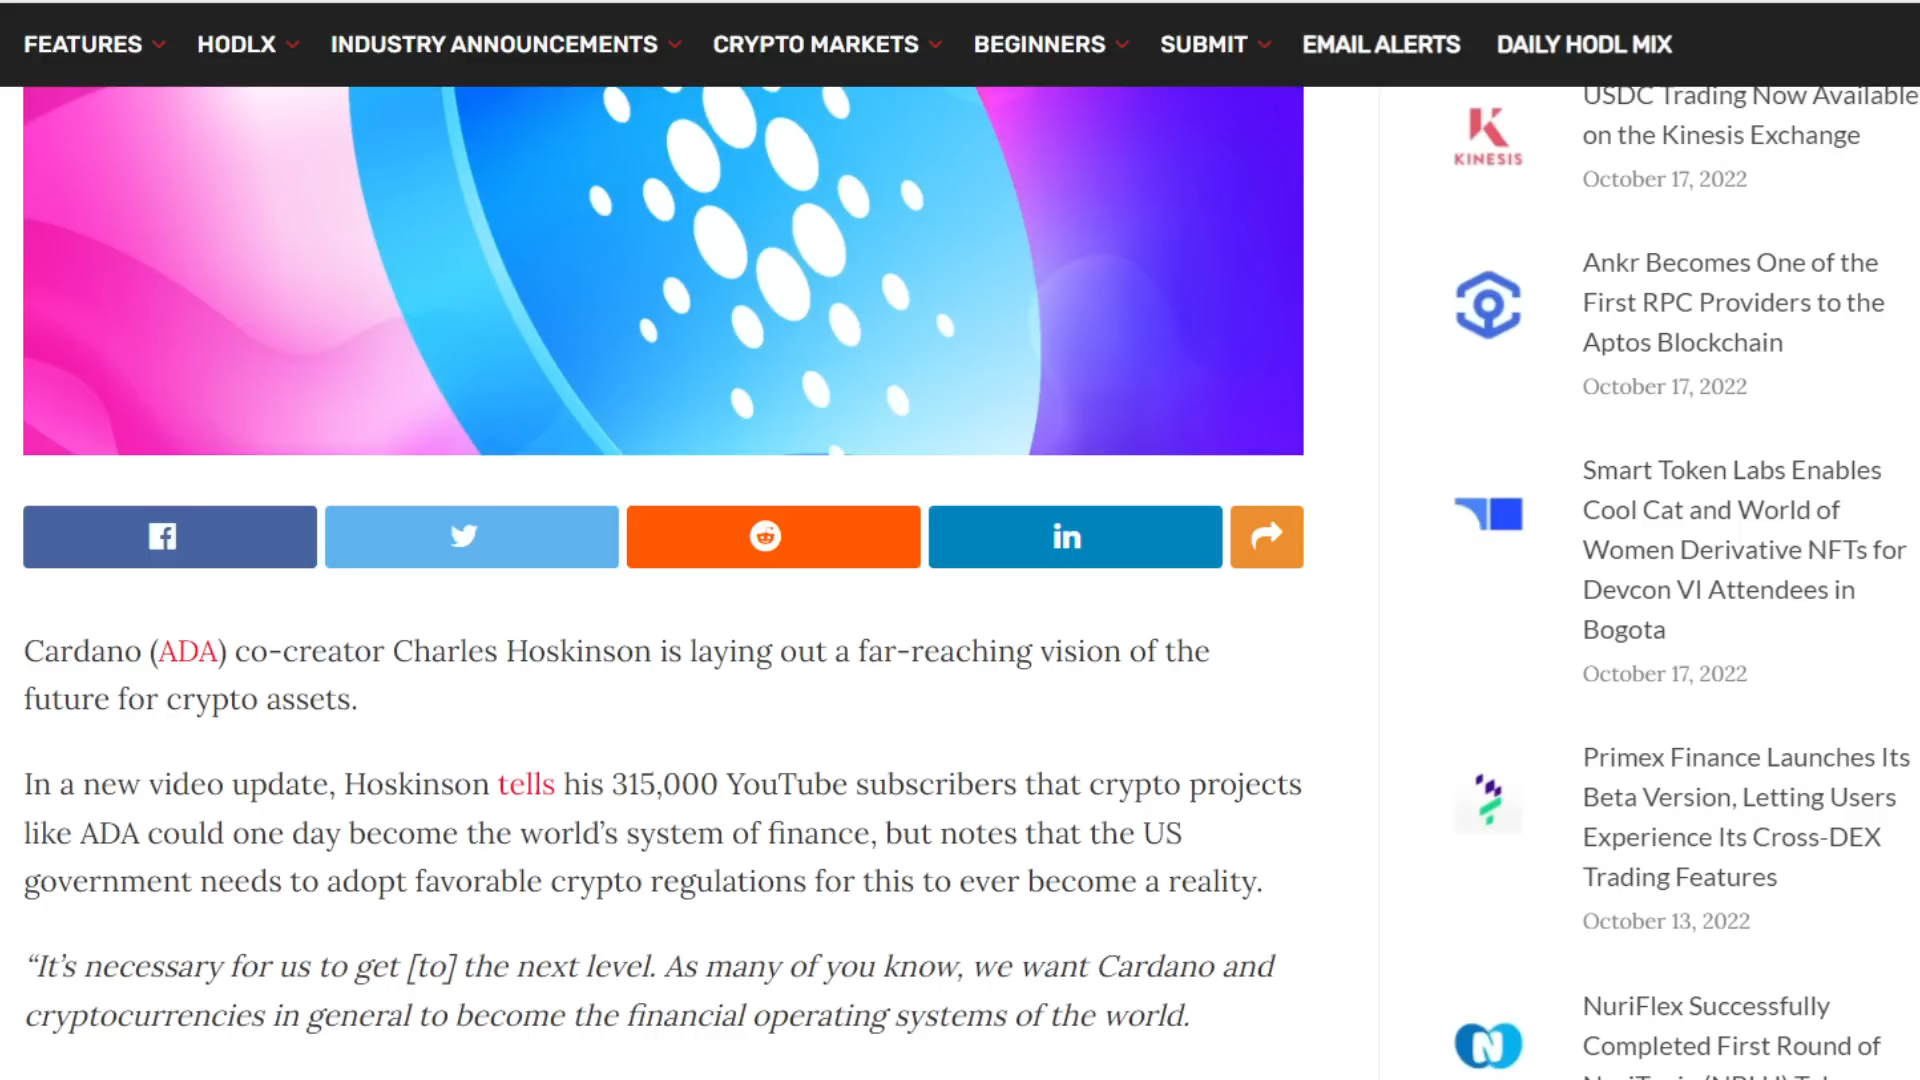 FEATURES HODLX INDUSTRY ANNOUNCEMENTS CRYPTO MARKETS BEGINNERS SUBMIT EMAIL ALERTS DAILY HODL MIX
Cardano (ADA) co-creator Charles Hoskinson is laying out a far-reaching vision of the
future for crypto assets.
In a new video update, Hoskinson tells his 315,000 YouTube subscribers that crypto projects
like ADA could one day become the world’s system of finance, but notes that the US
government needs to adopt favorable crypto regulations for this to ever become a reality.
“It’s necessary for us to get [to] the next level. As many of you know, we want Cardano and
cryptocurrencies in general to become the financial operating systems of the world.
KINESIS
USDC Trading Now Available
on the Kinesis Exchange
October 17, 2022
Ankr Becomes One of the
First RPC Providers to the
Aptos Blockchain
October 17, 2022
Smart Token Labs Enables
Cool Cat and World of
Women Derivative NFTs for
Devcon VI Attendees in
Bogota
October 17, 2022
Primex Finance Launches Its
Beta Version, Letting Users
Experience Its Cross-DEX
Trading Features
October 13, 2022
N
NuriFlex Successfully
Completed First Round of